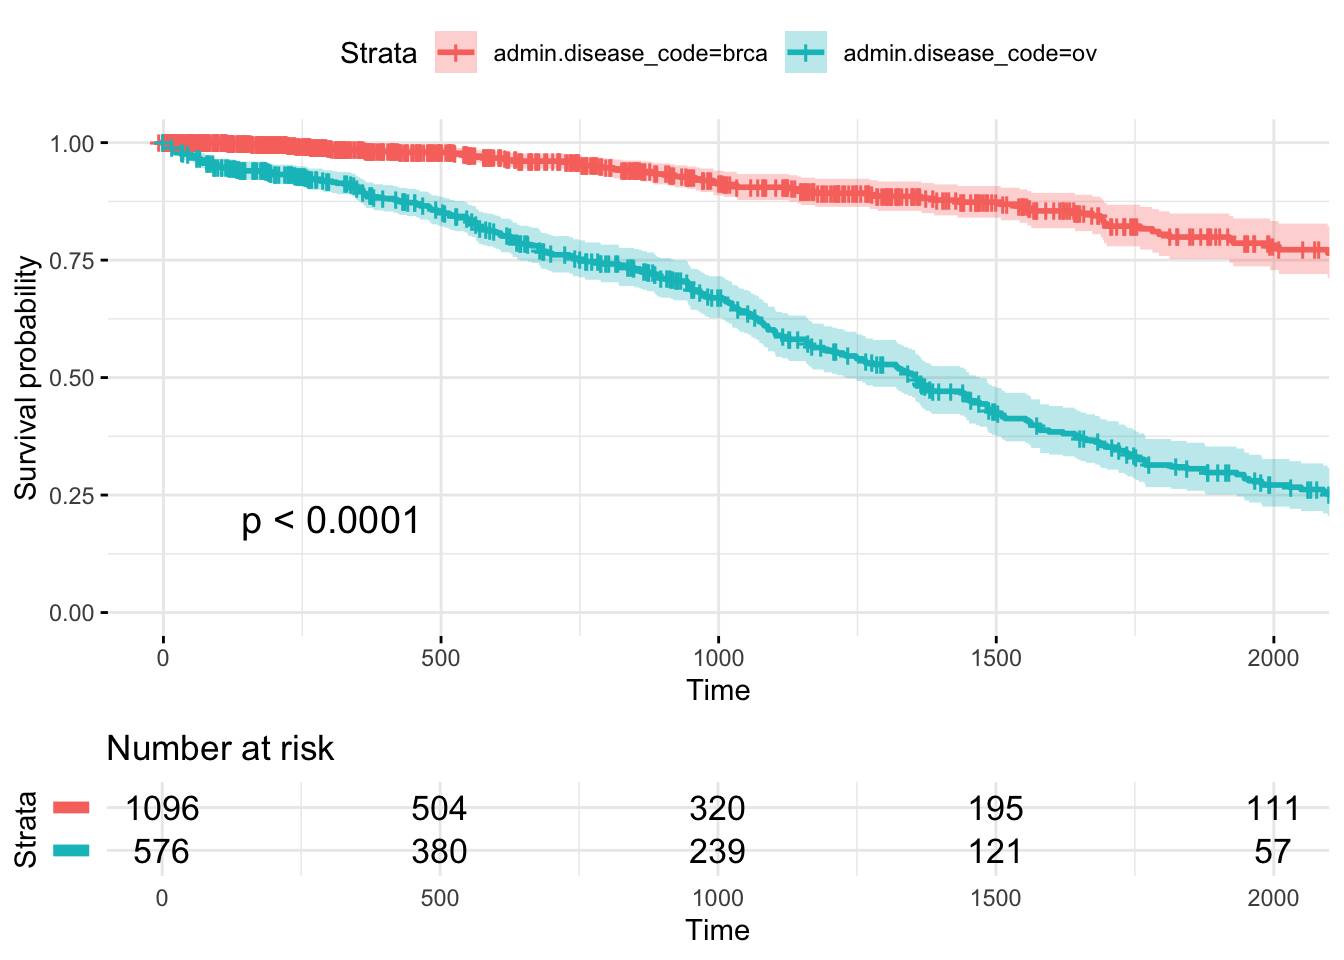 Strata admin.disease_code=brca admin.disease_code=ov
Survival probability
1.00
0.75
0.50
0.25
0.00
p < 0.0001
0 500 1000 1500 2000
Time
Number at risk
Strata
1096 504 320 195 111
576 380 239 121 57
0 500 1000 1500 2000
Time